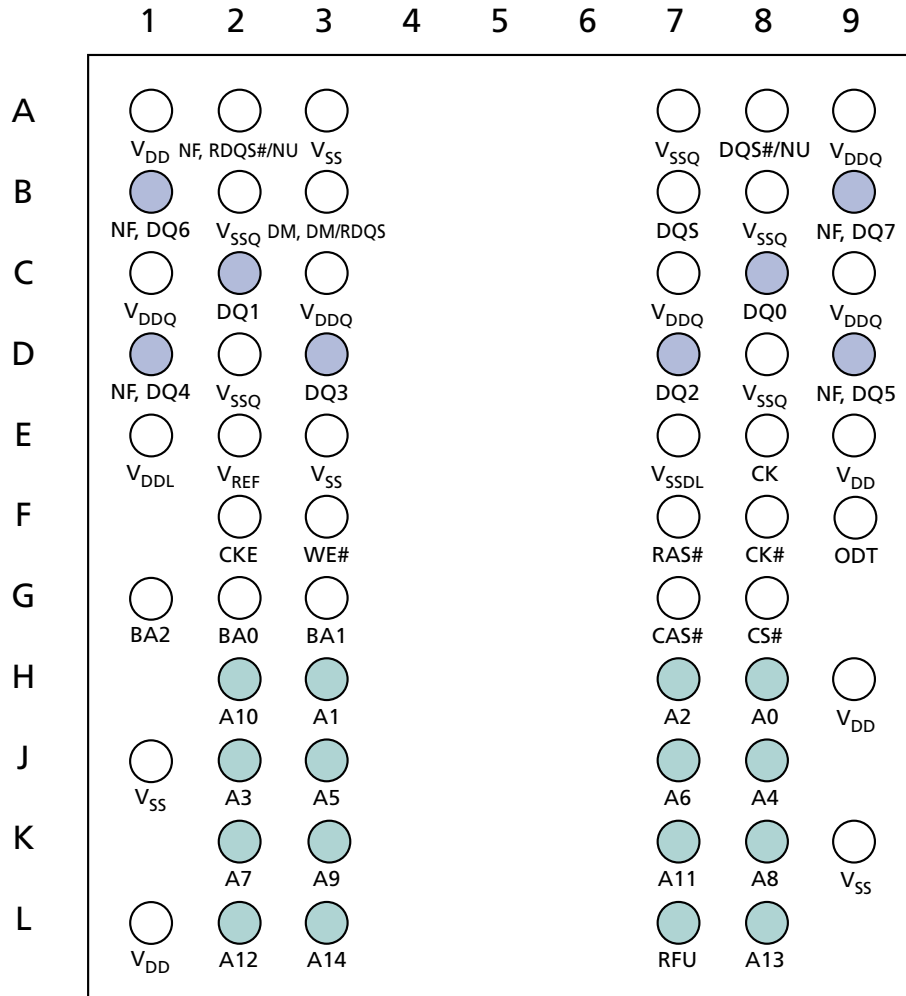 1 2 3 4 5 6 7 8 9
A
VDD NF, RDQS#/NU VSS VSSQ DQS#/NU VDDQ
B
NF, DQ6 VSSQ DM, DM/RDQS DQS VSSQ NF, DQ7
C
VDDQ DQ1 VDDQ VDDQ DQ0 VDDQ
D
NF, DQ4 VSSQ DQ3 DQ2 VSSQ NF, DQ5
E
VDDL VREF VSS VSSDL CK VDD
F
CKE WE# RAS# CK# ODT
G
BA2 BA0 BA1 CAS# CS#
H
A10 A1 A2 A0 VDD
J
VSS A3 A5 A6 A4
K
A7 A9 A11 A8 VSS
L
VDD A12 A14 RFU A13